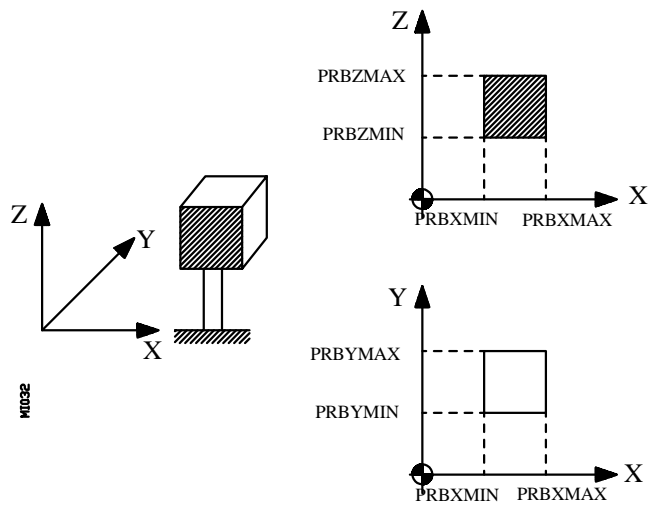 Z
PRBZMAX
PRBZMIN
X
PRBXMIN PRBXMAX
Z
Y
X
MI032
Y
PRBYMAX
PRBYMIN
X
PRBXMIN PRBXMAX